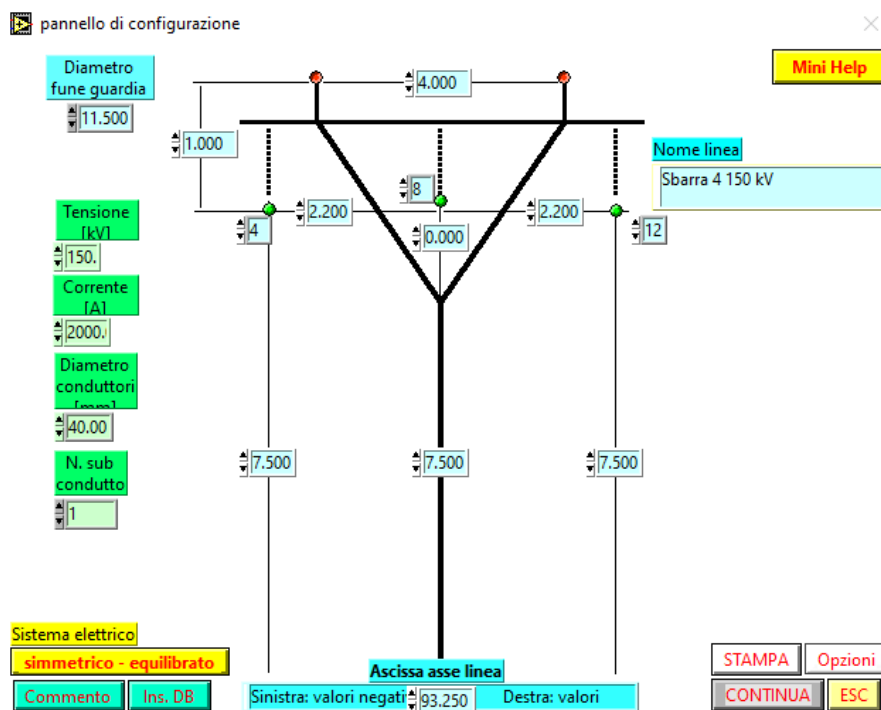 pannello di configurazione
Diametro
fune guardia
11.500
4.000
Mini Help
1.000
Nome linea
Sbarra 4 150 kV
8
Tensione
[kV]
150.
2.200
2.200
4
0.000
12
Corrente
[A]
2000.
Diametro
conduttori
[mm]
40.00
N. sub
condutto
1
7.500
7.500
7.500
Sistema elettrico
simmetrico - equilibrato
Commento
Ins. DB
Ascissa asse linea
Sinistra: valori negati
93.250
Destra: valori
STAMPA
Opzioni
CONTINUA
ESC